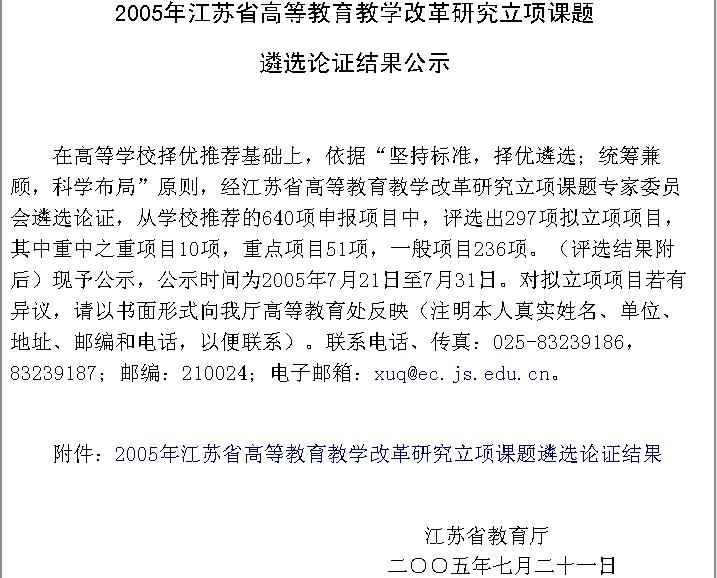 2005年江苏省高等教育教学改革研究立项课题
遴选论证结果公示
在高等学校择优推荐基础上，依据“坚持标准，择优遴选；统筹兼
顾，科学布局”原则，经江苏省高等教育教学改革研究立项课题专家委员
会遴选论证，从学校推荐的640项申报项目中，评选出297项拟立项项目，
其中重中之重项目10项，重点项目51项，一般项目236项。（评选结果附
后）现予公示，公示时间为2005年7月21日至7月31日。对拟立项项目若有
异议，请以书面形式向我厅高等教育处反映（注明本人真实姓名、单位、
地址、邮编和电话，以便联系）。联系电话、传真：025-83239186，
83239187；邮编：210024；电子邮箱：xuq@ec.js.edu.cn。
附件：2005年江苏省高等教育教学改革研究立项课题遴选论证结果
江苏省教育厅
二〇〇五年七月二十一日